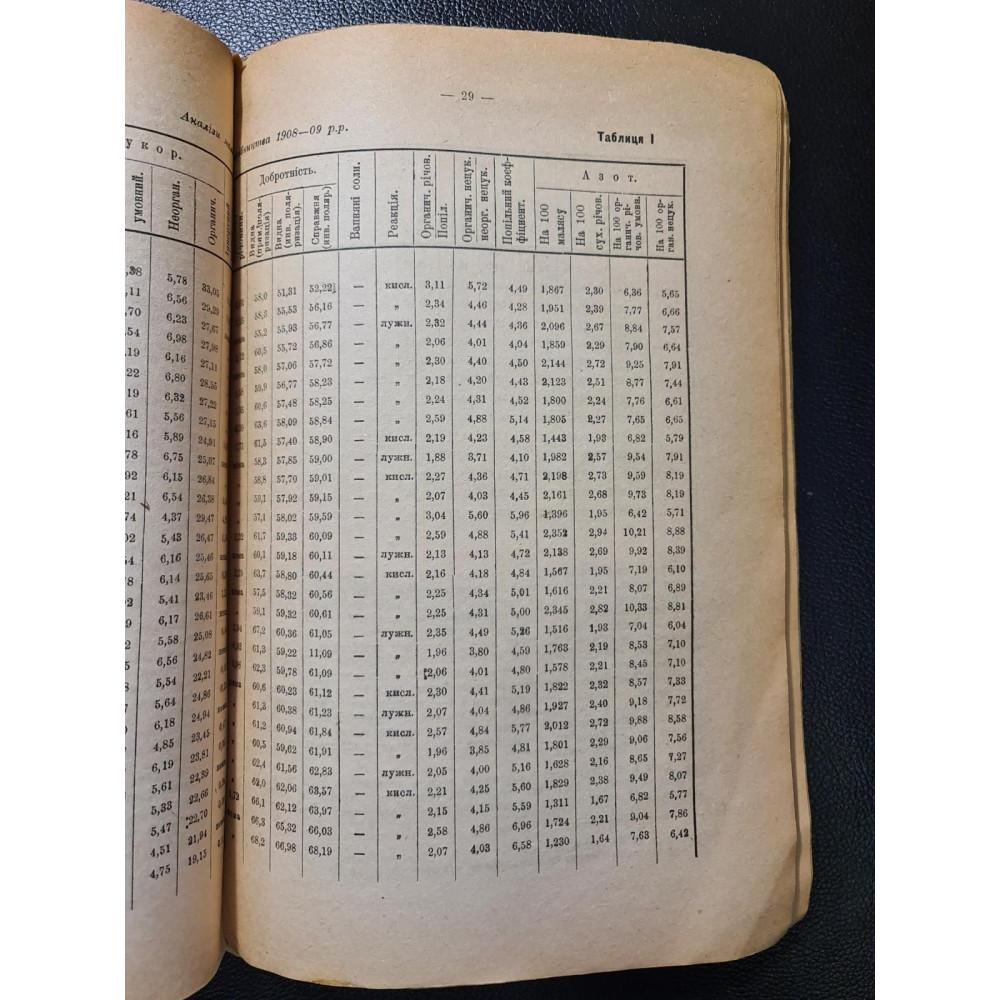 — 29 —
Аналізи
1908—09 р.р.
Таблиця I
у к о р.
умовний.
Неорган.
Органич.
Добротність.
Видна (прив. поляризація)
Видна (инв. поляризація).
Справжня (инв. поляр.)
Вапняні соли.
Реакція.
Органич. річов. Попіл.
Органич. нецук. неорг. нецук.
Попільний коеффіціент.
А з о т.
На 100 малясу
На 100 сух. річов.
На 100 органич. річов. умовн.
На 100 орган. нецук.
5,78 33,05 58,0 51,31 52,22 — кисл. 3,11 5,72 4,49 1,867 2,30 6,36 5,65
6,56 29,29 58,3 55,53 56,16 — „ 2,34 4,46 4,48 1,951 2,39 7,77 6,66
6,23 27,67 55,2 55,93 56,77 — лужн. 2,32 4,44 4,36 2,096 2,67 8,84 7,57
6,98 27,98 60,5 55,72 56,86 — „ 2,06 4,01 4,04 1,859 2,29 7,90 6,64
6,16 27,11 58,0 57,06 57,72 — „ 2,30 4,40 4,50 2,144 2,72 9,25 7,91
6,80 28,55 59,9 56,77 58,23 — „ 2,18 4,20 4,43 2,123 2,51 8,77 7,44
6,32 27,22 60,6 57,48 58,25 — „ 2,24 4,31 4,52 1,800 2,24 7,76 6,61
5,56 27,15 63,6 58,09 58,84 — „ 2,59 4,88 5,14 1,805 2,27 7,65 6,65
5,89 24,91 61,5 57,40 58,90 — кисл. 2,19 4,23 4,58 1,443 1,93 6,82 5,79
6,75 25,07 58,3 57,85 59,00 — лужн. 1,88 3,71 4,10 1,982 2,57 9,54 7,91
6,15 26,84 58,8 57,70 59,01 — кисл. 2,27 4,36 4,71 2,198 2,73 9,59 8,19
6,54 26,38 59,1 57,92 59,15 — „ 2,07 4,03 4,45 2,161 2,68 9,73 8,19
4,37 29,47 57,1 58,02 59,59 — „ 3,04 5,60 5,96 1,396 1,95 6,42 5,71
5,43 26,47 61,7 59,33 60,09 — „ 2,59 4,88 5,41 2,352 2,94 10,21 8,88
6,16 25,46 60,1 59,18 60,11 — лужн. 2,13 4,13 4,72 2,138 2,69 9,92 8,39
6,14 25,65 63,7 58,80 60,44 — кисл. 2,16 4,18 4,84 1,567 1,95 7,19 6,10
5,41 23,46 57,5 58,32 60,56 — „ 2,25 4,34 5,01 1,616 2,21 8,07 6,89
6,17 26,61 59,1 59,32 60,61 — „ 2,25 4,31 5,00 2,345 2,82 10,33 8,81
5,58 25,08 67,2 60,36 61,05 — лужн. 2,35 4,49 5,26 1,516 1,93 7,04 6,04
6,56 24,82 61,3 59,22 11,09 — „ 1,96 3,80 4,59 1,763 2,19 8,53 7,10
5,54 22,21 62,3 59,78 61,09 — „ 2,06 4,01 4,80 1,578 2,21 8,45 7,10
5,64 24,86 60,6 60,23 61,12 — кисл. 2,30 4,41 5,19 1,822 2,32 8,57 7,33
6,18 24,94 61,3 60,38 61,23 — лужн. 2,07 4,04 4,86 1,927 2,40 9,18 7,72
4,85 23,45 61,2 60,94 61,84 — кисл. 2,57 4,84 5,77 2,012 2,72 9,88 8,58
6,19 23,81 60,5 59,62 61,91 — „ 1,96 3,85 4,81 1,801 2,29 9,06 7,56
5,61 22,39 62,4 61,56 62,83 — лужн. 2,05 4,00 5,16 1,628 2,16 8,65 7,27
5,33 22,66 62,0 62,06 63,57 — кисл. 2,21 4,25 5,60 1,829 2,38 9,49 8,07
5,47 22,70 66,1 62,12 63,97 — „ 2,15 4,15 5,59 1,311 1,67 6,82 5,77
4,51 21,94 66,3 65,32 66,03 — „ 2,58 4,86 6,96 1,724 2,21 9,04 7,86
4,75 19,15 68,2 66,98 68,19 — „ 2,07 4,03 6,58 1,230 1,64 7,63 6,42